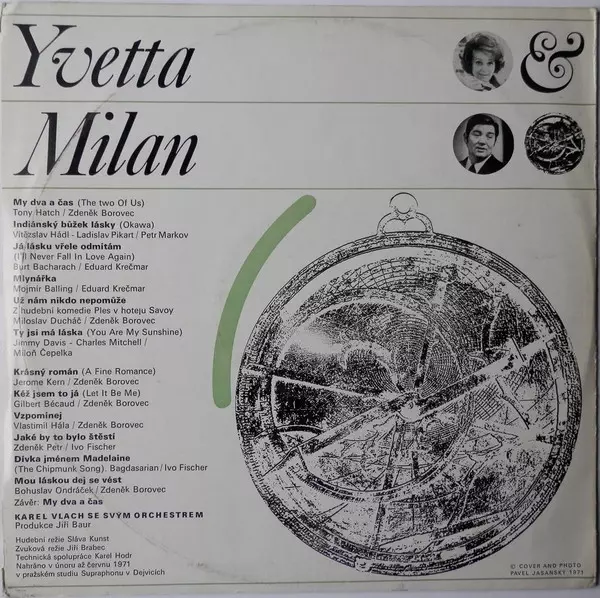 Yvetta
&
Milan
My dva a čas (The two Of Us)
Tony Hatch / Zdeněk Borovec
Indiánský bůžek lásky (Okawa)
Vítězslav Hádl - Ladislav Pikart / Petr Markov
Já lásku vřele odmítám
(I'll Never Fall In Love Again)
Burt Bacharach / Eduard Krečmar
Mlynářka
Mojmír Balling / Eduard Krečmar
Už nám nikdo nepomůže
Z hudební komedie Ples v hoteju Savoy
Miloslav Ducháč / Zdeněk Borovec
Ty jsi má láska (You Are My Sunshine)
Jimmy Davis - Charles Mitchell /
Miloň Čepelka
Krásný román (A Fine Romance)
Jerome Kern / Zdeněk Borovec
Kéž jsem to já (Let It Be Me)
Gilbert Bécaud / Zdeněk Borovec
Vzpomínej
Vlastimil Hála / Zdeněk Borovec
Jaké by to bylo štěstí
Zdeněk Petr / Ivo Fischer
Dívka jménem Madelaine
(The Chipmunk Song). Bagdasarian / Ivo Fischer
Mou láskou dej se vést
Bohuslav Ondráček / Zdeněk Borovec
Závěr: My dva a čas
KAREL VLACH SE SVÝM ORCHESTREM
Produkce Jiří Baur
Hudební režie Sláva Kunst
Zvuková režie Jiří Brabec
Technická spolupráce Karel Hodr
Nahráno v únoru až červnu 1971
v pražském studiu Supraphonu v Dejvicích
© COVER AND PHOTO
PAVEL JASANSKÝ 1971